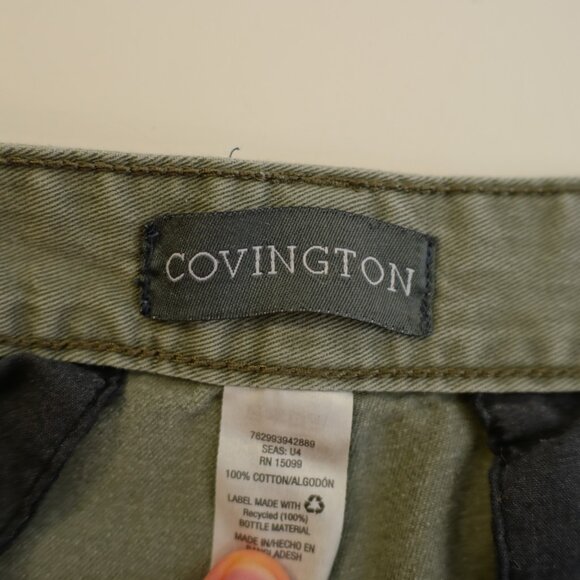 COVINGTON
782993942889
SEAS: U4
RN 15099
100% COTTON/ALGODÓN
LABEL MADE WITH
Recycled (100%)
BOTTLE MATERIAL
MADE IN/HECHO EN
BANGLADESH